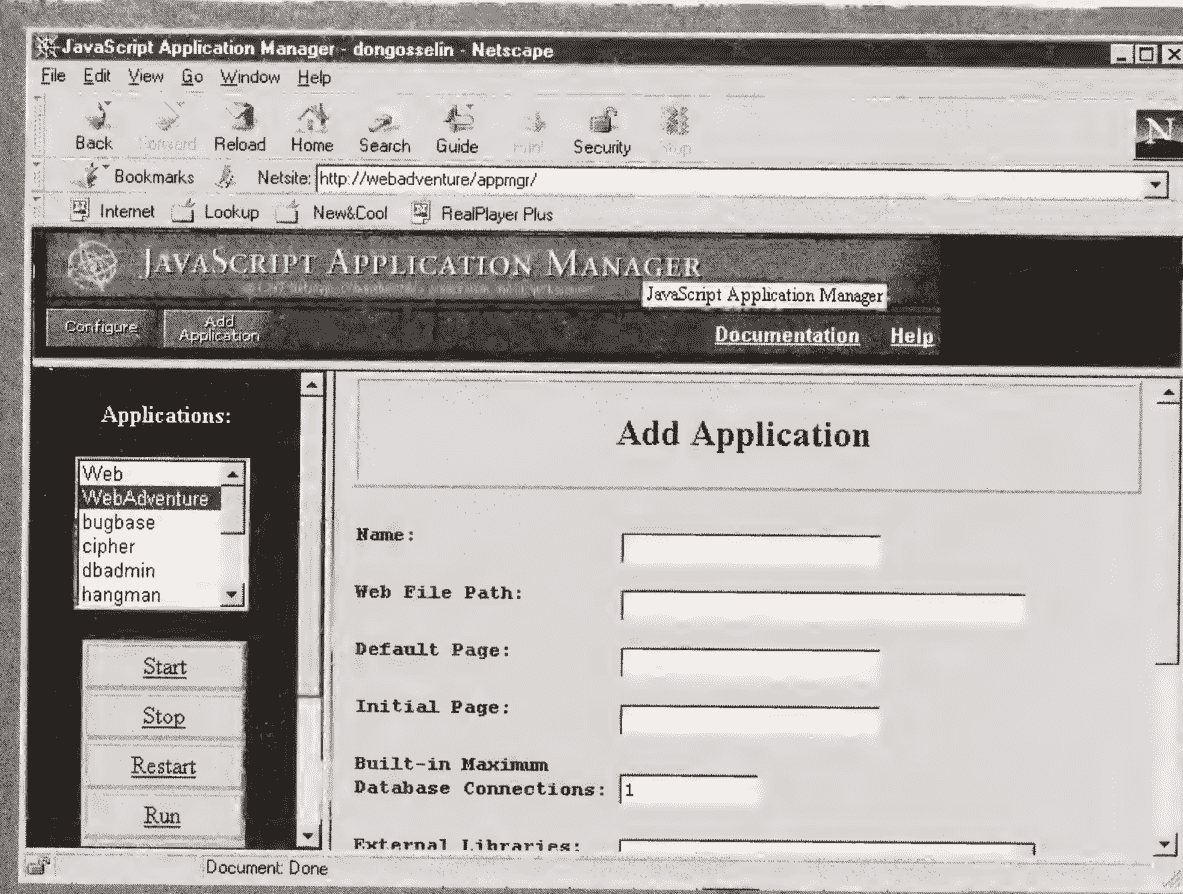 JavaScript Application Manager - dongosselin - Netscape
File Edit View Go Window Help
Back Forward Reload Home Search Guide Print Security Stop
Bookmarks Netsite: http://webadventure/appmgr/
Internet Lookup New&Cool RealPlayer Plus
JAVASCRIPT APPLICATION MANAGER
JavaScript Application Manager
Configure Add Application Documentation Help
Applications:
Web
WebAdventure
bugbase
cipher
dbadmin
hangman
Start
Stop
Restart
Run
Add Application
Name:
Web File Path:
Default Page:
Initial Page:
Built-in Maximum
Database Connections: 1
External Libraries:
Document: Done
N